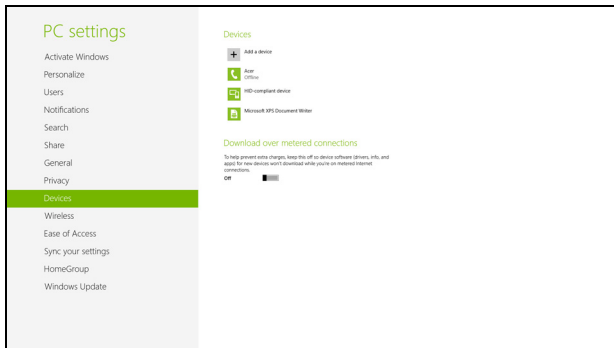 PC settings
Activate Windows
Personalize
Users
Notifications
Search
Share
General
Privacy
Devices
Wireless
Ease of Access
Sync your settings
HomeGroup
Windows Update
Devices
Add a device
Acer
Offline
HID-compliant device
Microsoft XPS Document Writer
Download over metered connections
To help prevent extra charges, keep this off so device software (drivers, info, and
apps) for new devices won't download while you're on metered Internet
connections.
Off